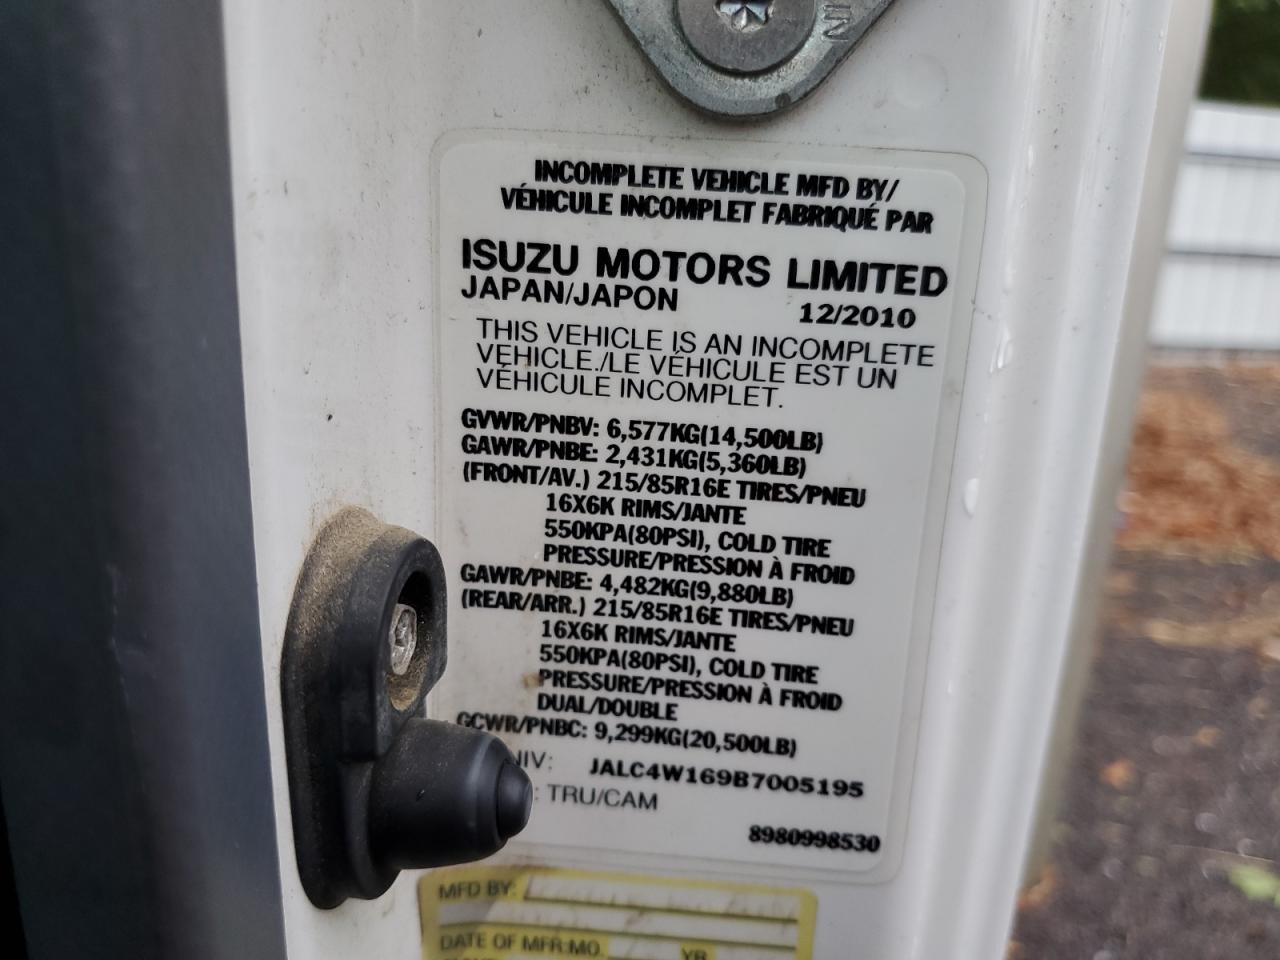 IN
INCOMPLETE VEHICLE MFD BY/
VÉHICULE INCOMPLET FABRIQUÉ PAR
ISUZU MOTORS LIMITED
JAPAN/JAPON 12/2010
THIS VEHICLE IS AN INCOMPLETE
VEHICLE./LE VÉHICULE EST UN
VÉHICULE INCOMPLET.
GVWR/PNBV: 6,577KG(14,500LB)
GAWR/PNBE: 2,431KG(5,360LB)
(FRONT/AV.) 215/85R16E TIRES/PNEU
16X6K RIMS/JANTE
550KPA(80PSI), COLD TIRE
PRESSURE/PRESSION À FROID
GAWR/PNBE: 4,482KG(9,880LB)
(REAR/ARR.) 215/85R16E TIRES/PNEU
16X6K RIMS/JANTE
550KPA(80PSI), COLD TIRE
PRESSURE/PRESSION À FROID
DUAL/DOUBLE
GCWR/PNBC: 9,299KG(20,500LB)
NIV: JALC4W169B7005195
: TRU/CAM
8980998530
MFD BY:
DATE OF MFR:MO. YR